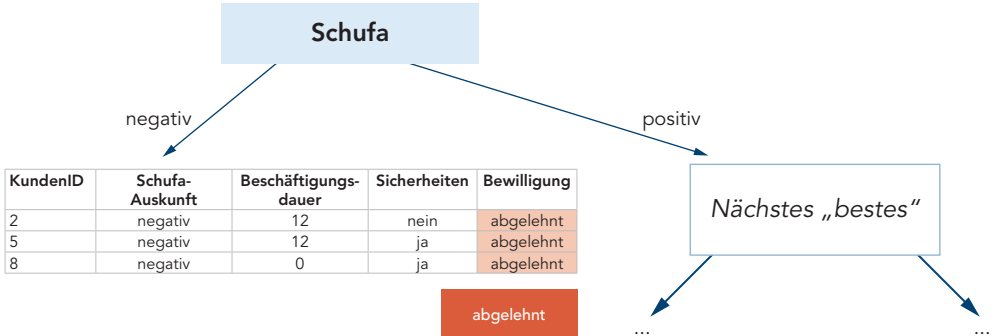 Schufa
negativ
positiv
KundenID Schufa-Auskunft Beschäftigungs-dauer Sicherheiten Bewilligung
2 negativ 12 nein abgelehnt
5 negativ 12 ja abgelehnt
8 negativ 0 ja abgelehnt
Nächstes „bestes“
abgelehnt
...
...